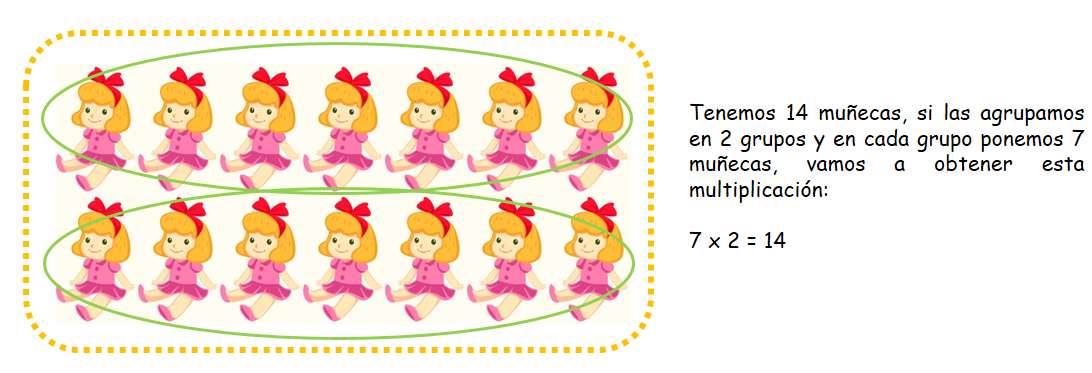 Tenemos 14 muñecas, si las agrupamos
en 2 grupos y en cada grupo ponemos 7
muñecas, vamos a obtener esta
multiplicación:
7 x 2 = 14